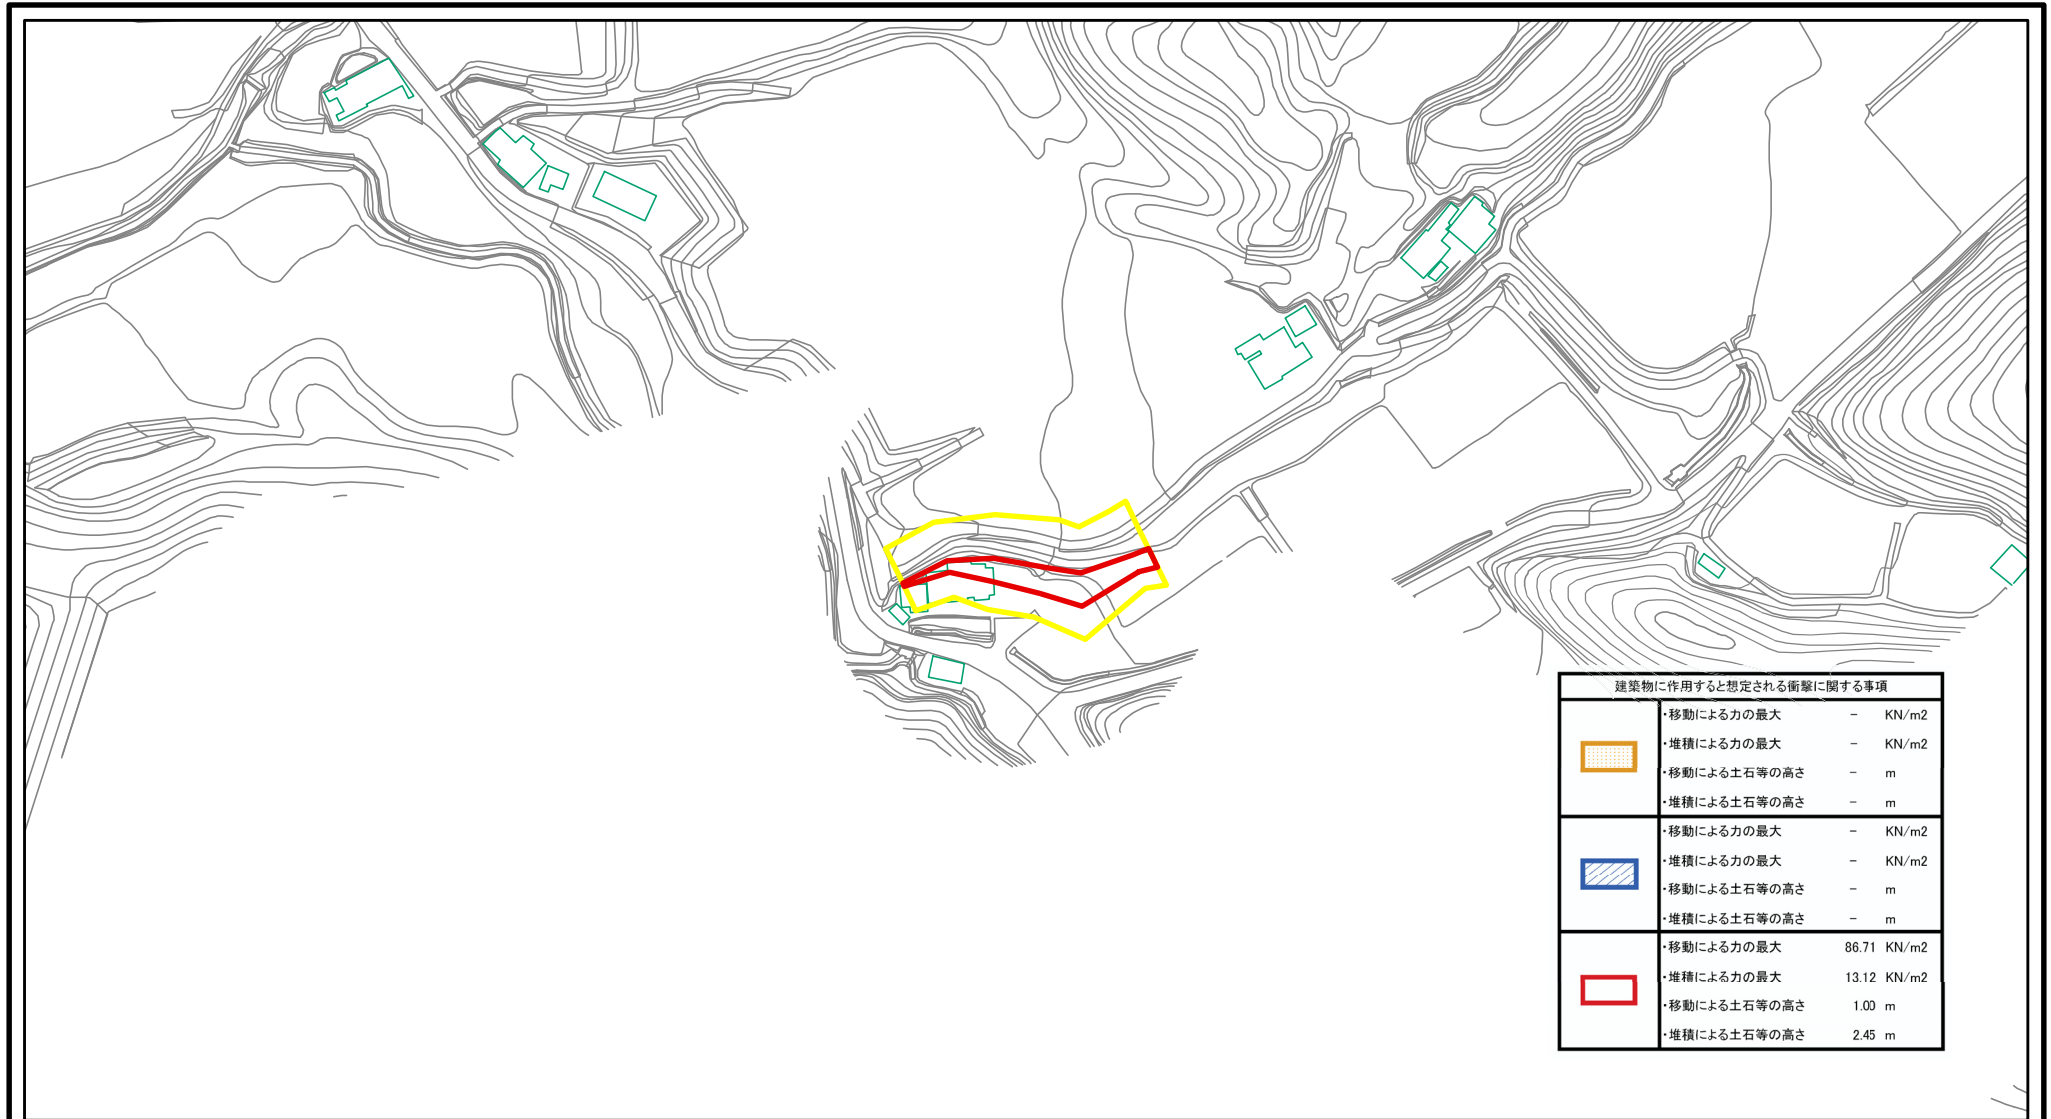 建築物に作用すると想定される衝撃に関する事項
・移動による力の最大 - KN/m2
・堆積による力の最大 - KN/m2
・移動による土石等の高さ - m
・堆積による土石等の高さ - m
・移動による力の最大 - KN/m2
・堆積による力の最大 - KN/m2
・移動による土石等の高さ - m
・堆積による土石等の高さ - m
・移動による力の最大 86.71 KN/m2
・堆積による力の最大 13.12 KN/m2
・移動による土石等の高さ 1.00 m
・堆積による土石等の高さ 2.45 m